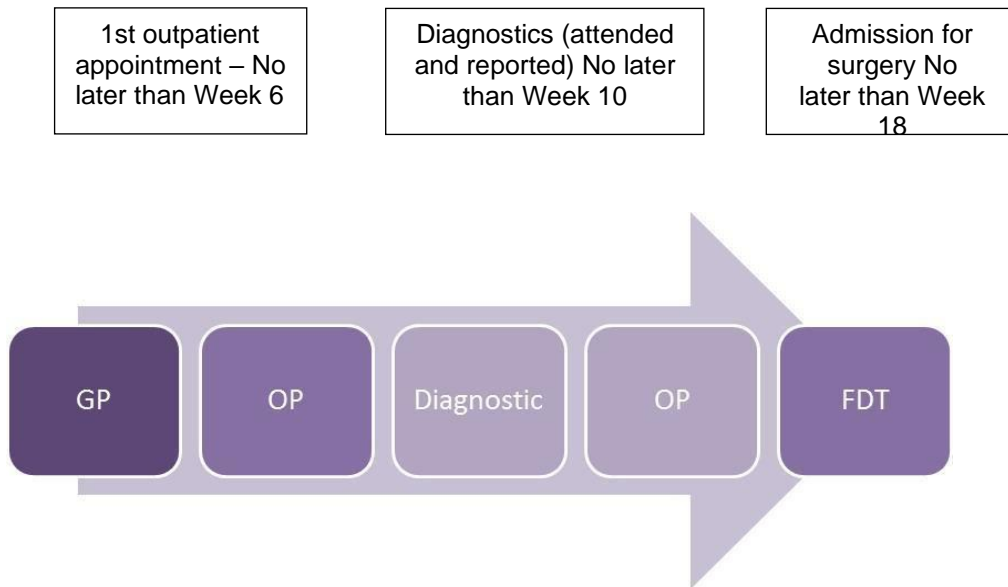 1st outpatient
appointment – No
later than Week 6
Diagnostics (attended
and reported) No later
than Week 10
Admission for
surgery No
later than Week
18
GP
OP
Diagnostic
OP
FDT